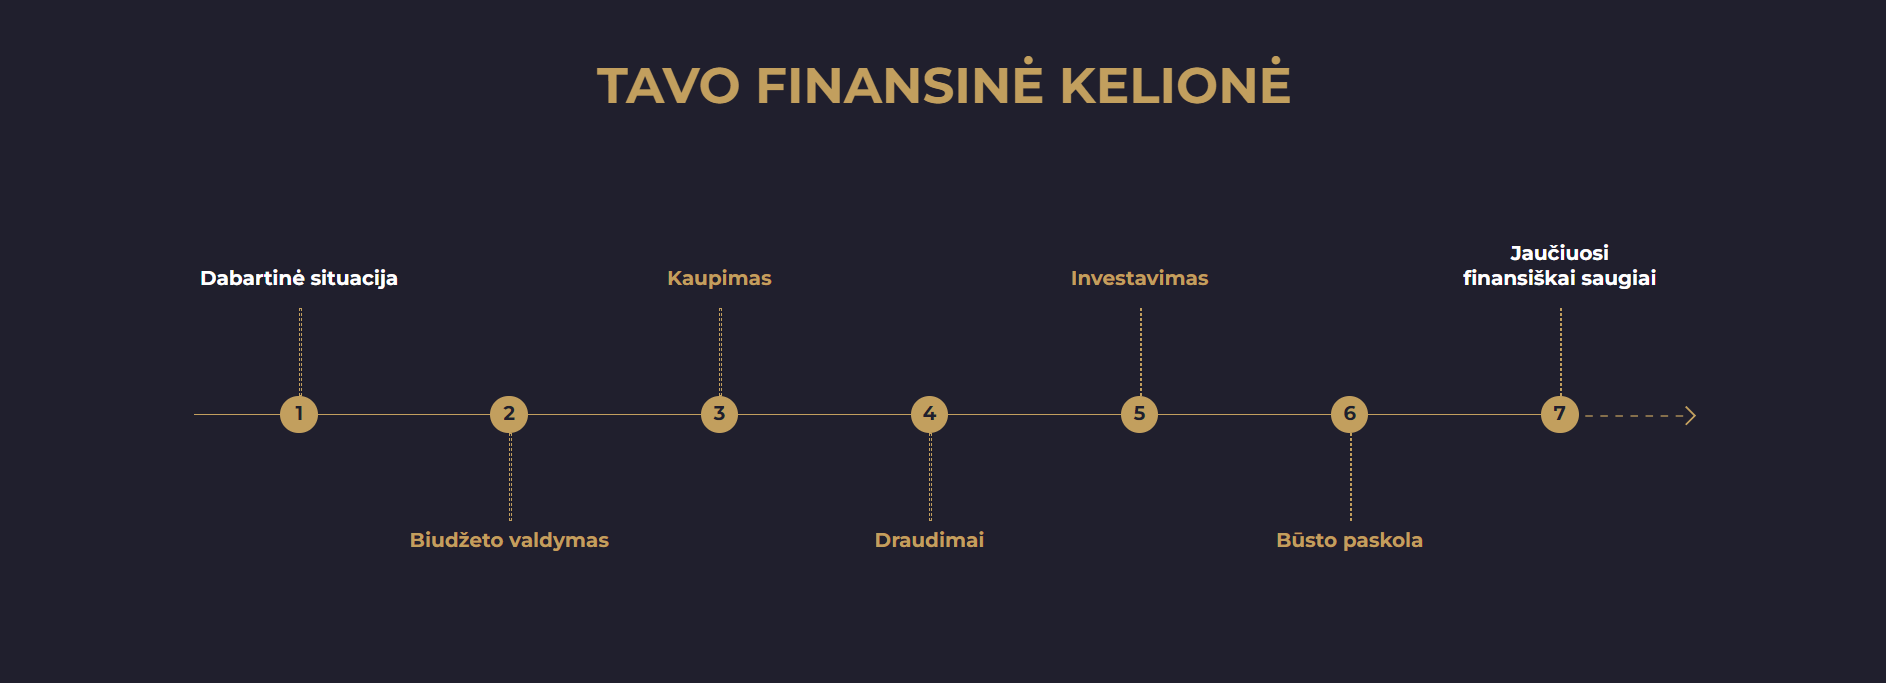 TAVO FINANSINĖ KELIONĖ
Dabartinė situacija
Kaupimas
Investavimas
Jaučiuosi
finansiškai saugiai
1
2
3
4
5
6
7
Biudžeto valdymas
Draudimai
Būsto paskola